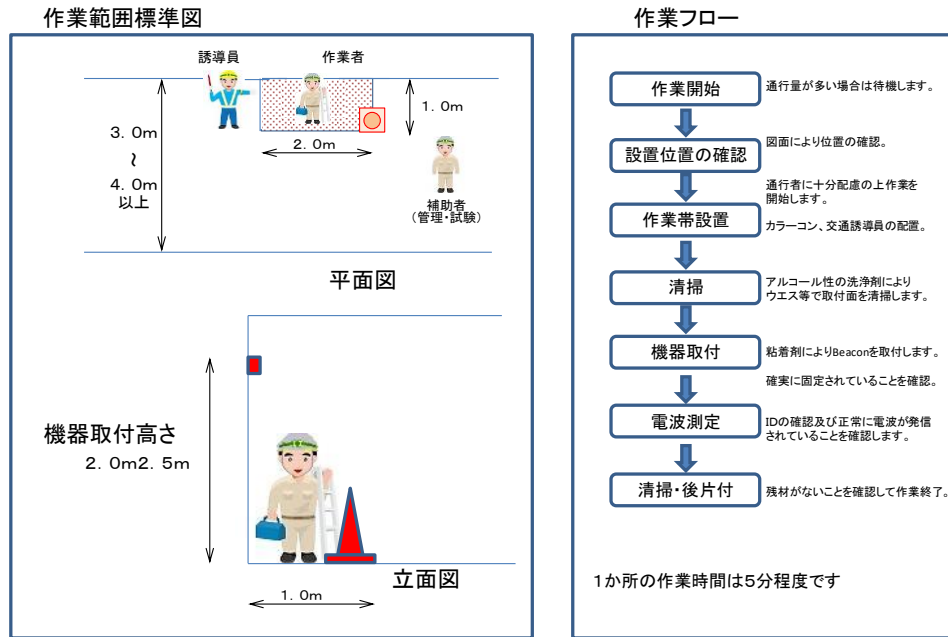 作業範囲標準図
誘導員
作業者
1.0m
3.0m
~
4.0m
以上
2.0m
補助者
(管理・試験)
平面図
機器取付高さ
2.0m2.5m
立面図
1.0m
作業フロー
作業開始
通行量が多い場合は待機します。
設置位置の確認
図面により位置の確認。
通行者に十分配慮の上作業を
開始します。
作業帯設置
カラーコン、交通誘導員の配置。
清掃
アルコール性の洗浄剤により
ウエス等で取付面を清掃します。
機器取付
粘着剤によりBeaconを取付します。
確実に固定されていることを確認。
電波測定
IDの確認及び正常に電波が発信
されていることを確認します。
清掃・後片付
残材がないことを確認して作業終了。
1か所の作業時間は5分程度です